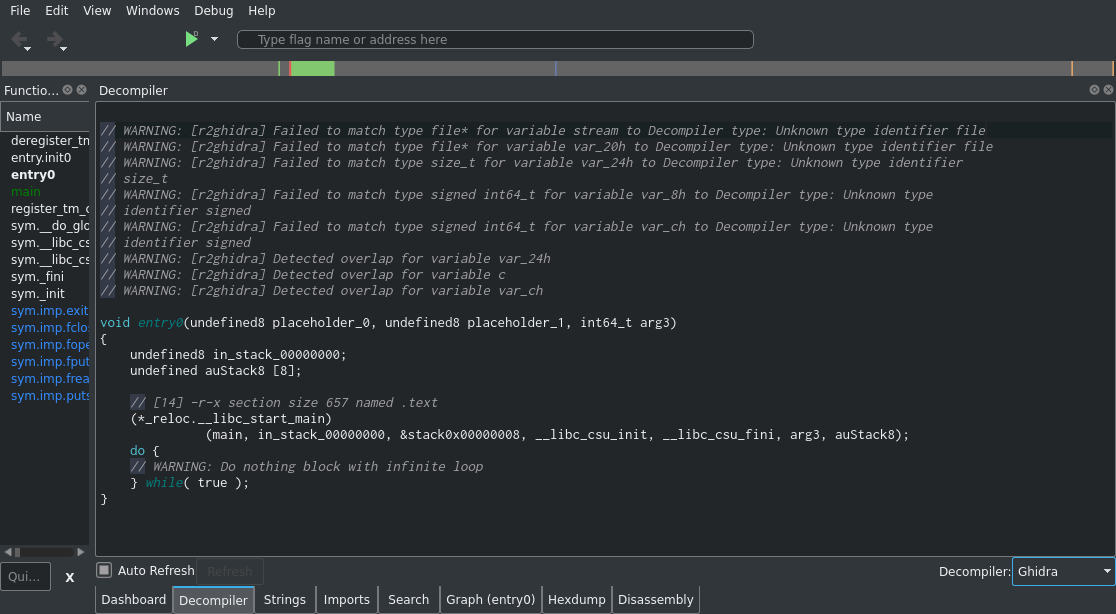 File Edit View Windows Debug Help
Type flag name or address here
Functio... Decompiler
Name
deregister_tn
entry.init0
entry0
main
register_tm_c
sym.__do_glo
sym.__libc_cs
sym.__libc_cs
sym._fini
sym._init
sym.imp.exit
sym.imp.fclo
sym.imp.fope
sym.imp.fput
sym.imp.frea
sym.imp.puts
// WARNING: [r2ghidra] Failed to match type file* for variable stream to Decompiler type: Unknown type identifier file
// WARNING: [r2ghidra] Failed to match type file* for variable var_20h to Decompiler type: Unknown type identifier file
// WARNING: [r2ghidra] Failed to match type size_t for variable var_24h to Decompiler type: Unknown type identifier
// size_t
// WARNING: [r2ghidra] Failed to match type signed int64_t for variable var_8h to Decompiler type: Unknown type
// identifier signed
// WARNING: [r2ghidra] Failed to match type signed int64_t for variable var_ch to Decompiler type: Unknown type
// identifier signed
// WARNING: [r2ghidra] Detected overlap for variable var_24h
// WARNING: [r2ghidra] Detected overlap for variable c
// WARNING: [r2ghidra] Detected overlap for variable var_ch
void entry0(undefined8 placeholder_0, undefined8 placeholder_1, int64_t arg3)
{
undefined8 in_stack_00000000;
undefined auStack8 [8];
// [14] -r-x section size 657 named .text
(*_reloc.__libc_start_main)
(main, in_stack_00000000, &stack0x00000008, __libc_csu_init, __libc_csu_fini, arg3, auStack8);
do {
// WARNING: Do nothing block with infinite loop
} while( true );
}
Qui... X
Auto Refresh Refresh Decompiler: Ghidra
Dashboard Decompiler Strings Imports Search Graph (entry0) Hexdump Disassembly